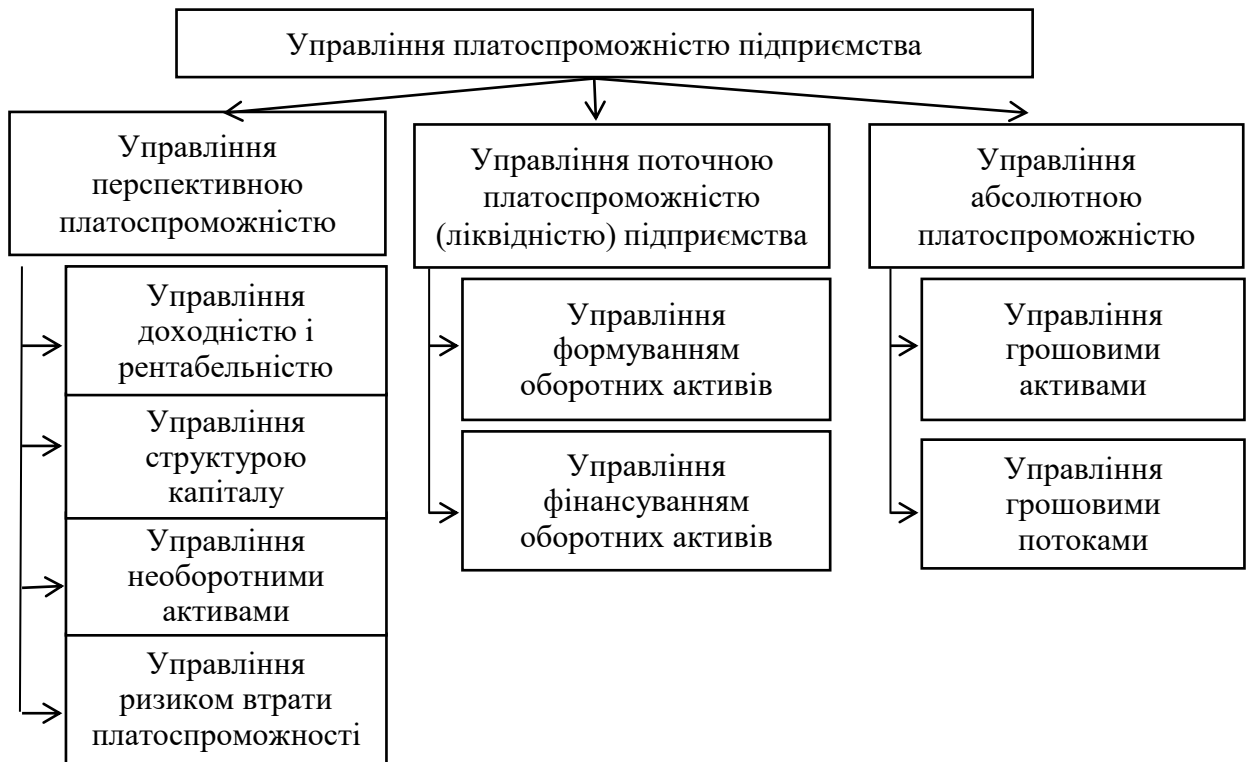 Управління платоспроможністю підприємства
Управління
перспективною
платоспроможністю
Управління поточною
платоспроможністю
(ліквідністю) підприємства
Управління
абсолютною
платоспроможністю
Управління
доходністю і
рентабельністю
Управління
структурою
капіталу
Управління
необоротними
активами
Управління
ризиком втрати
платоспроможності
Управління
формуванням
оборотних активів
Управління
фінансуванням
оборотних активів
Управління
грошовими
активами
Управління
грошовими
потоками